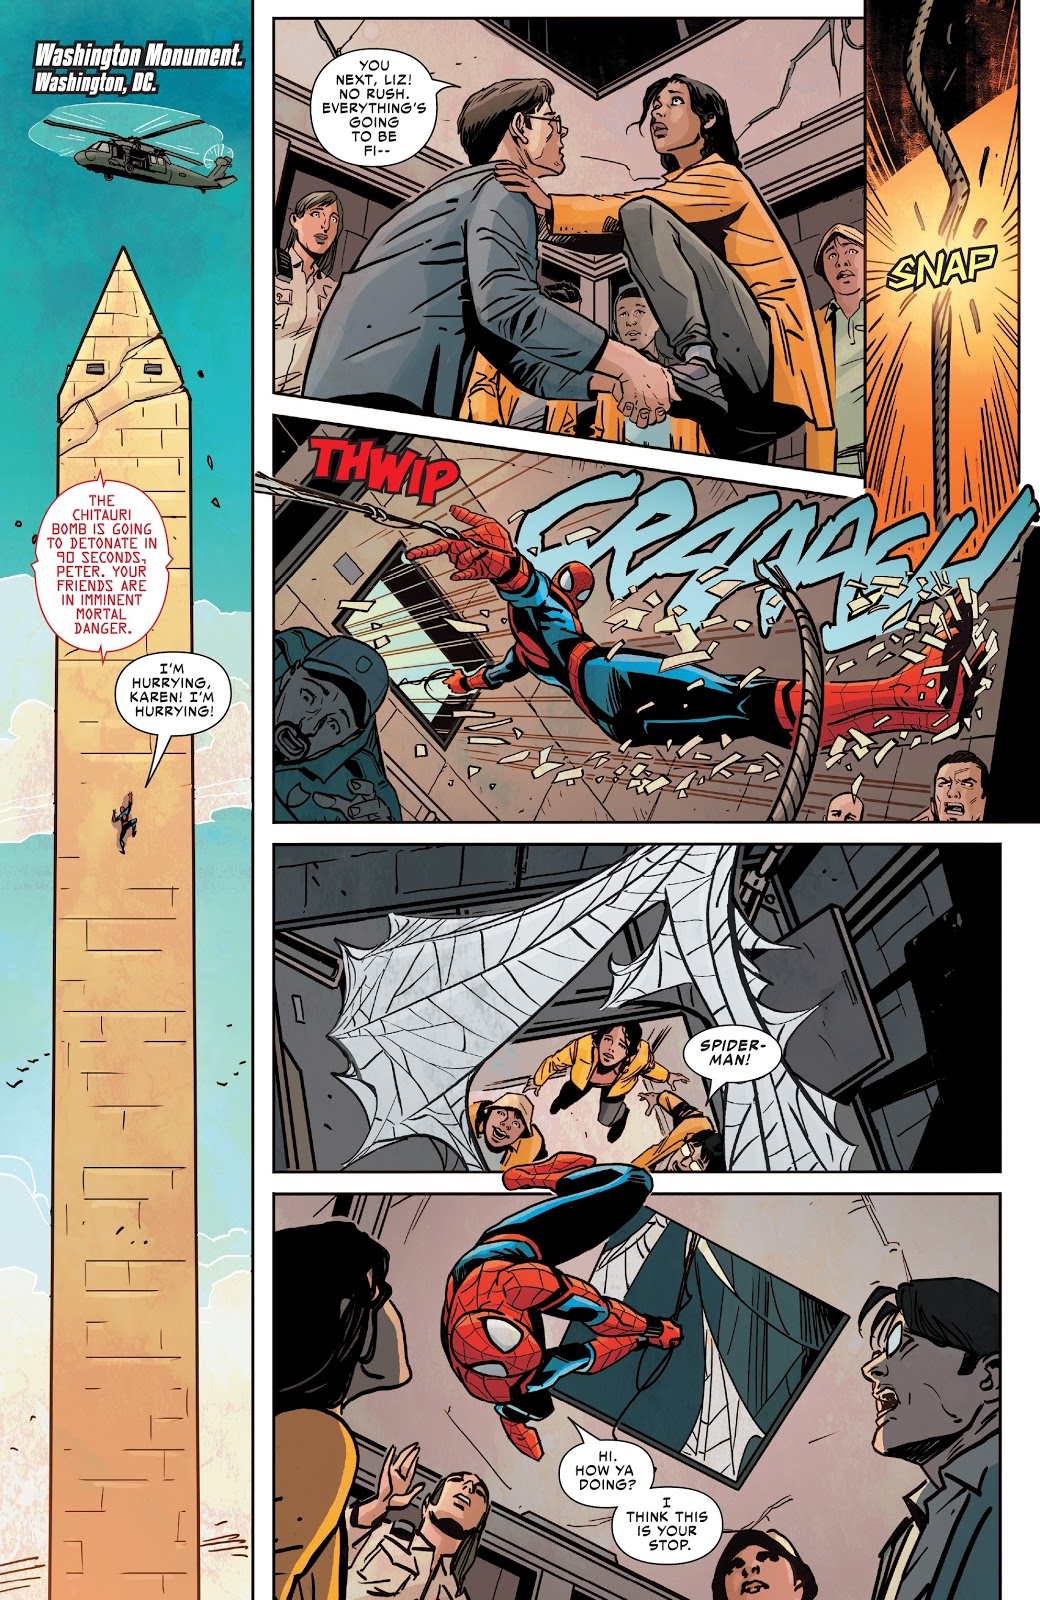 Washington Monument.
Washington, DC.
THE
CHITAURI
BOMB IS GOING
TO DETONATE IN
90 SECONDS,
PETER. YOUR
FRIENDS ARE
IN IMMINENT
MORTAL
DANGER.
I'M
HURRYING,
KAREN! I'M
HURRYING!
YOU
NEXT, LIZ!
NO RUSH.
EVERYTHING'S
GOING
TO BE
FI--
SNAP
THWIP
CRAAASH
SPIDER-
MAN!
HI.
HOW YA
DOING?
I
THINK THIS
IS YOUR
STOP.